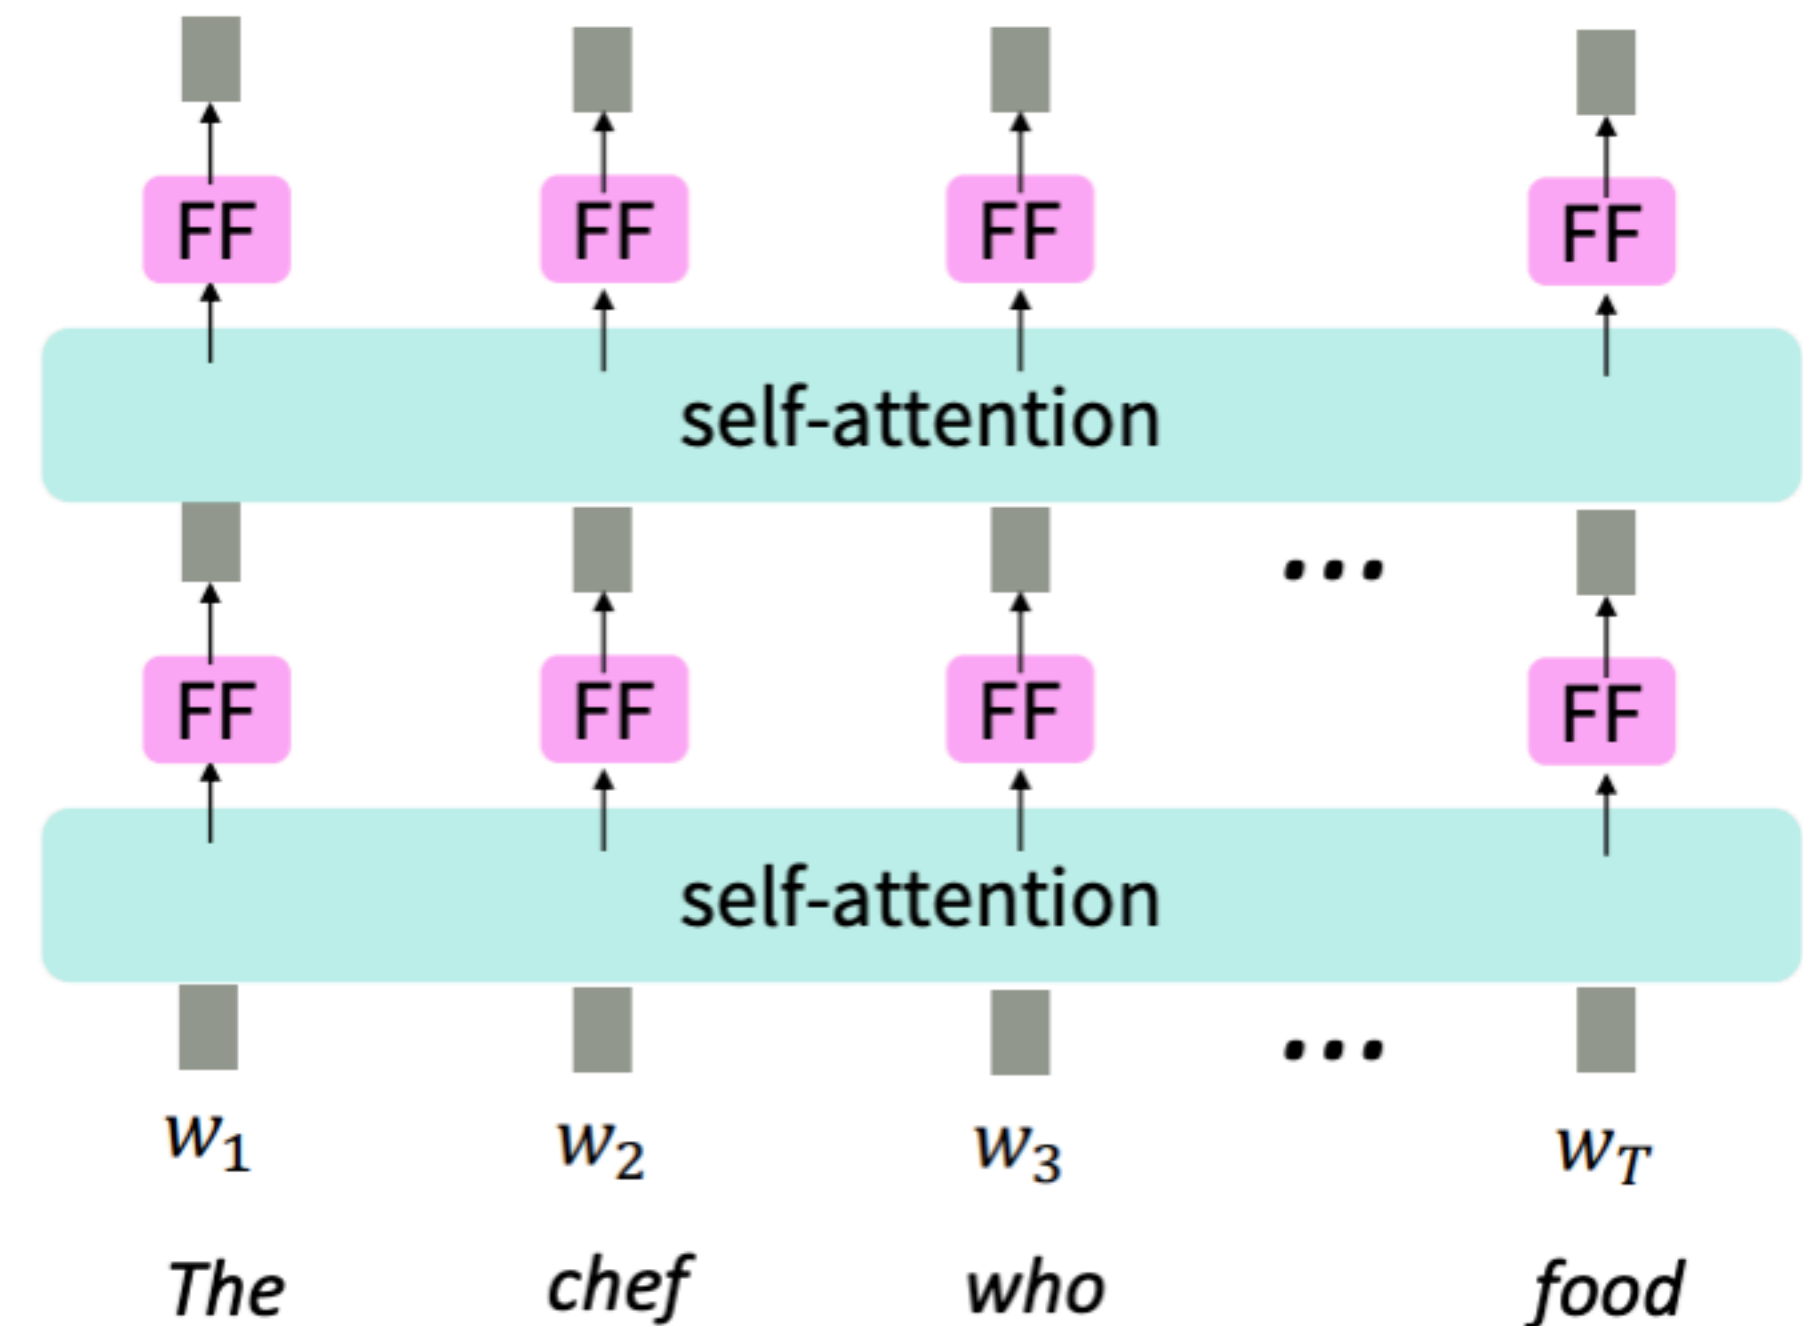 FF FF FF FF
self-attention
...
FF FF FF FF
self-attention
...
w₁ w₂ w₃ w_T
The chef who food